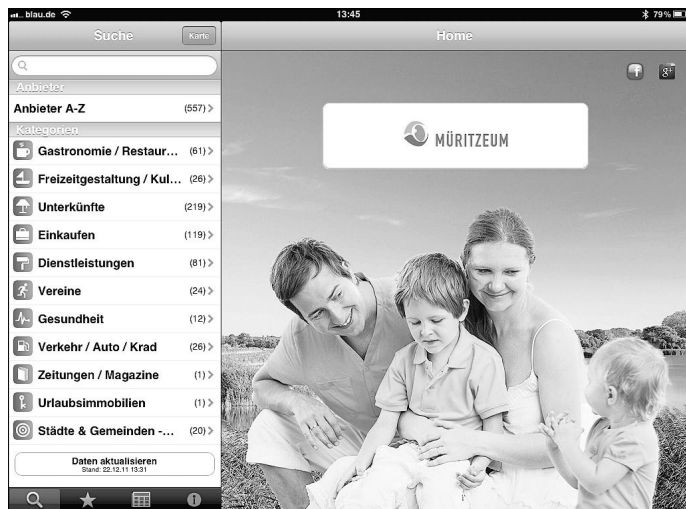 blau.de 13:45 79%
Suche Karte Home
Anbieter
Anbieter A-Z (557)
Kategorien
Gastronomie / Restaur... (61)
Freizeitgestaltung / Kul... (26)
Unterkünfte (219)
Einkaufen (119)
Dienstleistungen (81)
Vereine (24)
Gesundheit (12)
Verkehr / Auto / Krad (26)
Zeitungen / Magazine (1)
Urlaubsimmobilien (1)
Städte & Gemeinden -... (20)
Daten aktualisieren
Stand: 22.12.11 13:31
f g+
MÜRITZEUM